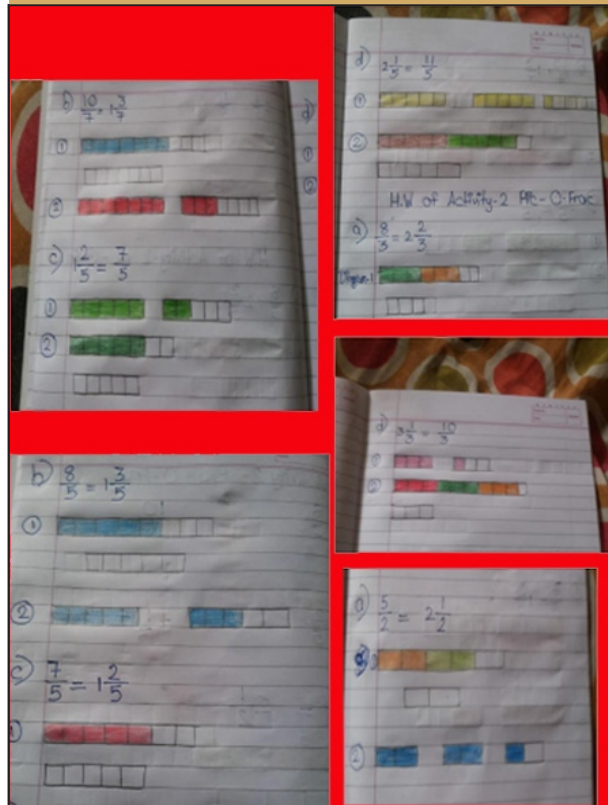 b) 10/7 = 1 3/7
①
②
c) 1 2/5 = 7/5
①
②
d) 2 1/5 = 11/5
①
②
H.W of Activity-2 Pic-O-Frac
a) 8/3 = 2 2/3
b) 8/5 = 1 3/5
①
②
c) 7/5 = 1 2/5
①
d) 3 1/3 = 10/3
①
②
a) 5/2 = 2 1/2
②